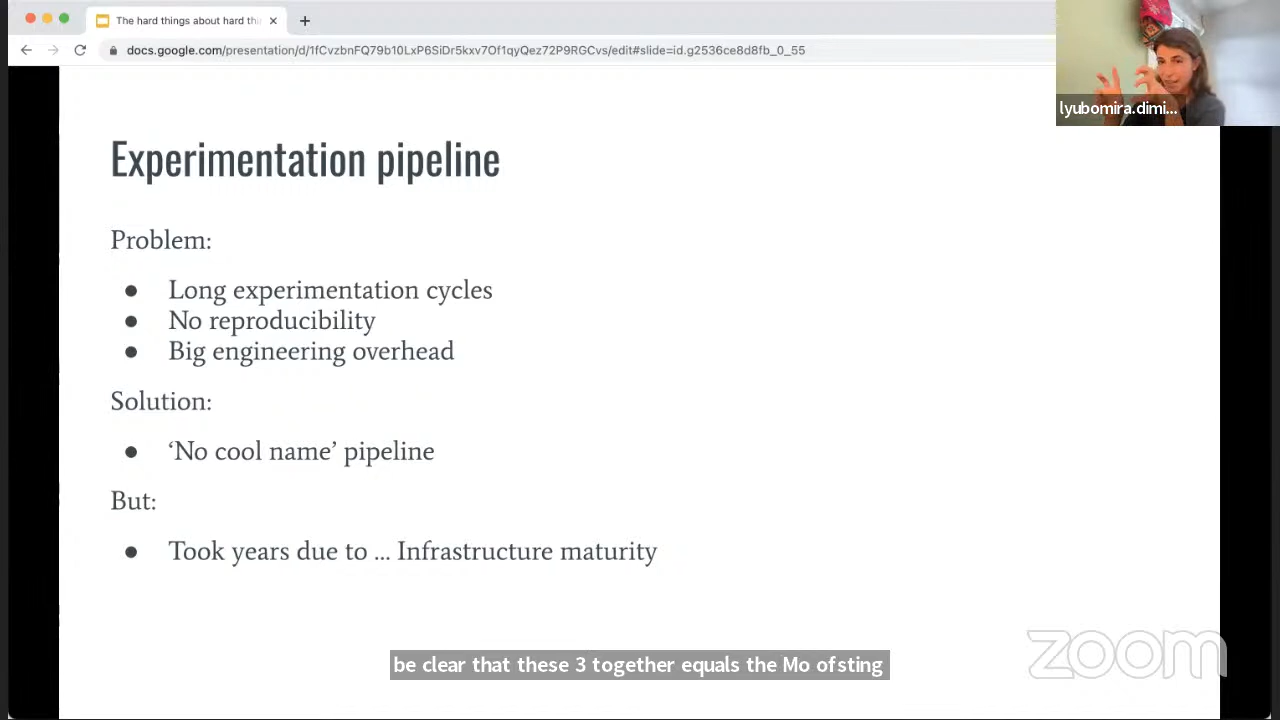 The hard things about hard thi
docs.google.com/presentation/d/1fCvzbnFQ79b10LxP6SiDr5kxv7Of1qyQez72P9RGCvs/edit#slide=id.g2536ce8d8fb_0_55
lyubomira.dimi...
Experimentation pipeline
Problem:
● Long experimentation cycles
● No reproducibility
● Big engineering overhead
Solution:
● ‘No cool name’ pipeline
But:
● Took years due to ... Infrastructure maturity
be clear that these 3 together equals the Mo ofsting
zoom